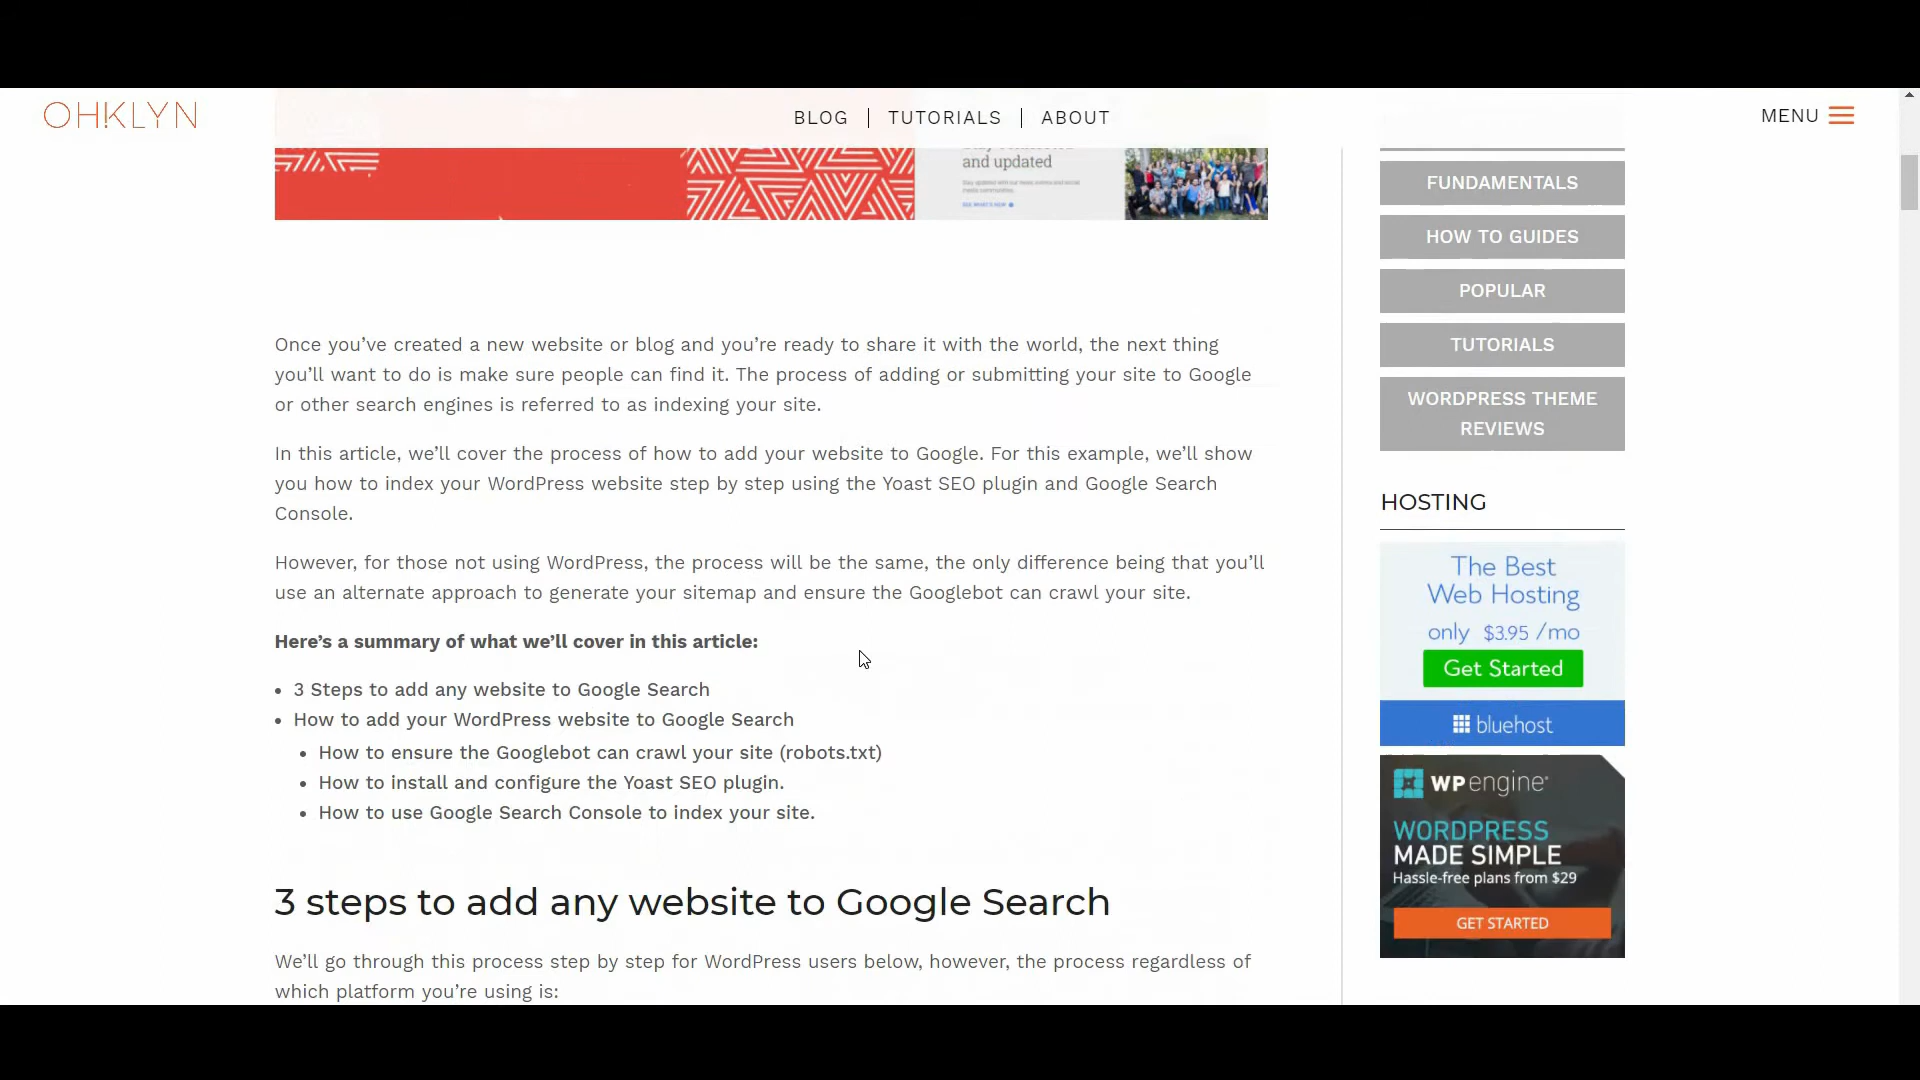 OHKLYN
BLOG | TUTORIALS | ABOUT
MENU
and updated
Once you’ve created a new website or blog and you’re ready to share it with the world, the next thing
you’ll want to do is make sure people can find it. The process of adding or submitting your site to Google
or other search engines is referred to as indexing your site.
In this article, we’ll cover the process of how to add your website to Google. For this example, we’ll show
you how to index your WordPress website step by step using the Yoast SEO plugin and Google Search
Console.
However, for those not using WordPress, the process will be the same, the only difference being that you’ll
use an alternate approach to generate your sitemap and ensure the Googlebot can crawl your site.
Here’s a summary of what we’ll cover in this article:
• 3 Steps to add any website to Google Search
• How to add your WordPress website to Google Search
• How to ensure the Googlebot can crawl your site (robots.txt)
• How to install and configure the Yoast SEO plugin.
• How to use Google Search Console to index your site.
3 steps to add any website to Google Search
We’ll go through this process step by step for WordPress users below, however, the process regardless of
which platform you’re using is:
FUNDAMENTALS
HOW TO GUIDES
POPULAR
TUTORIALS
WORDPRESS THEME
REVIEWS
HOSTING
The Best
Web Hosting
only $3.95 /mo
Get Started
bluehost
WP engine
WORDPRESS
MADE SIMPLE
Hassle-free plans from $29
GET STARTED